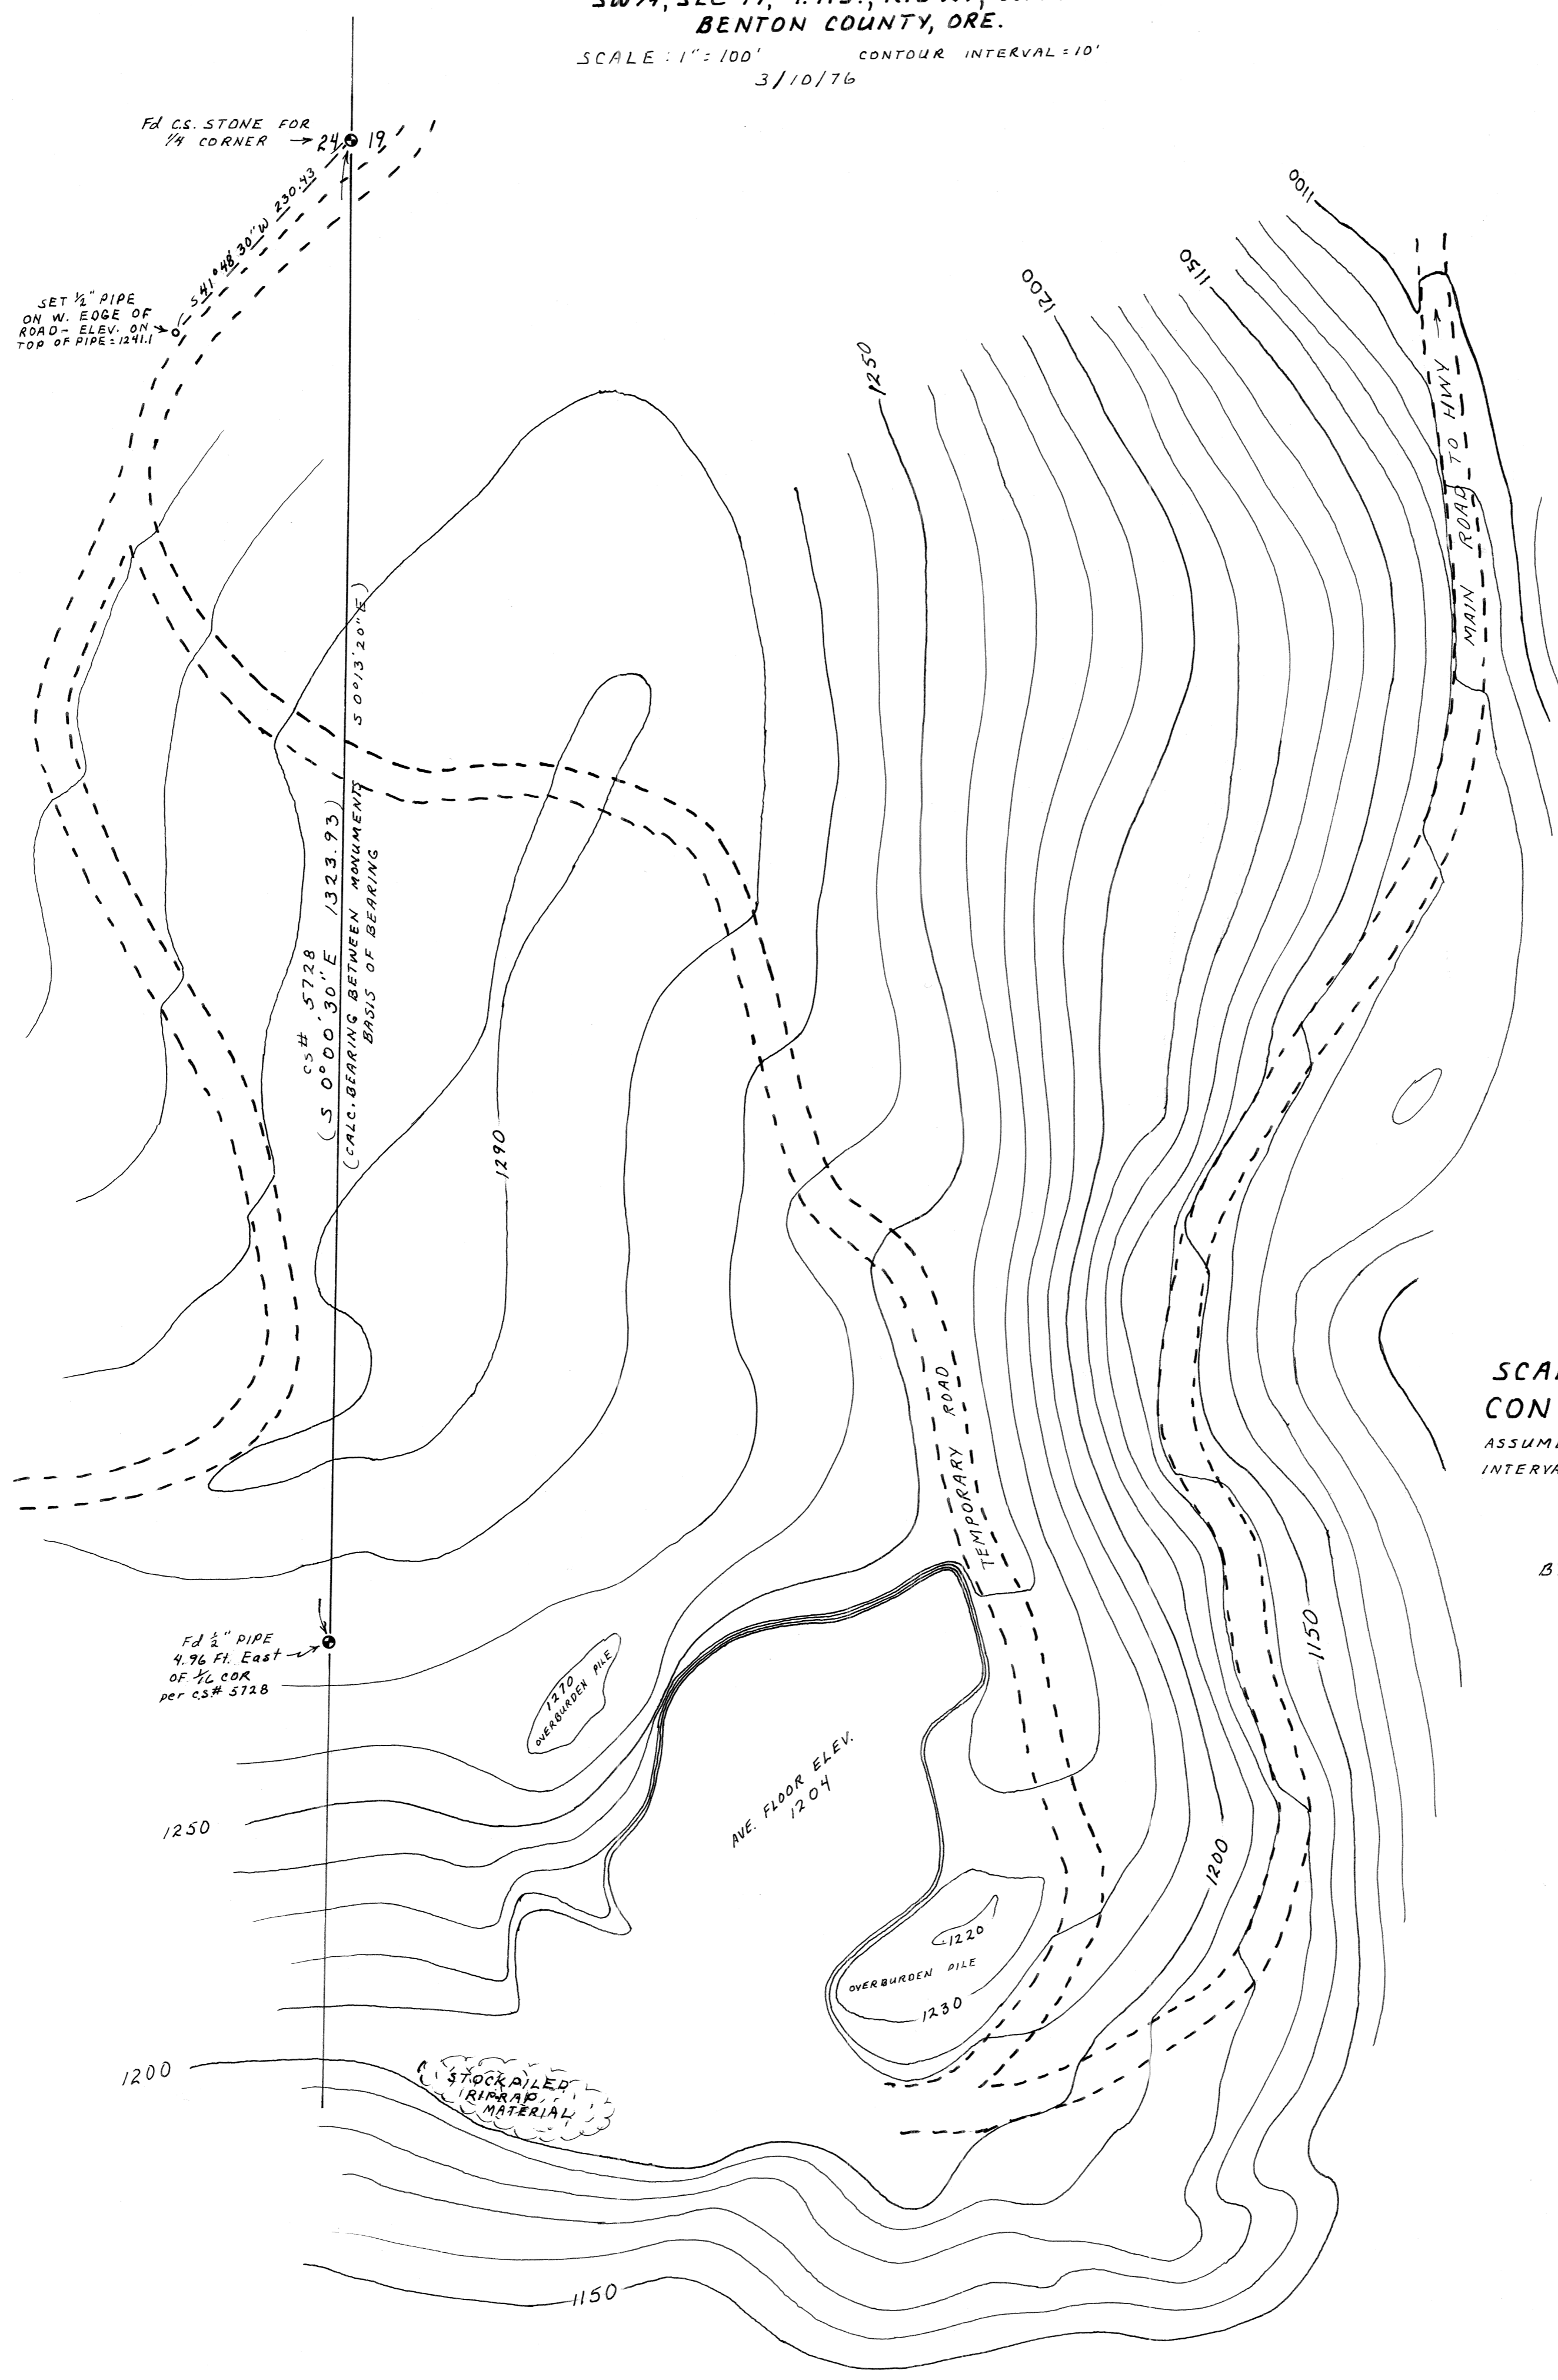 BENTON COUNTY, ORE.
SCALE : 1" = 100' CONTOUR INTERVAL = 10'
3/10/76
Fd C.S. STONE FOR
1/4 CORNER → 24 19
S 41° 48' 30" W 230.43
SET 1/2" PIPE
ON W. EDGE OF
ROAD - ELEV. ON
TOP OF PIPE = 1241.1
1100
1150
1200
1250
MAIN ROAD TO HWY
CS# 5728
(S 0° 00' 30" E 1323.93)
(CALC. BEARING BETWEEN MONUMENTS S 0° 13' 20" E)
BASIS OF BEARING
1290
TEMPORARY ROAD
CON
ASSUM
INTERVA
B
Fd 1/2" PIPE
4.96 Ft. East
OF 1/16 COR
per C.S.# 5728
1270
OVERBURDEN PILE
1150
AVE. FLOOR ELEV.
1204
1250
1200
1220
OVERBURDEN PILE
1230
1200
STOCKPILED
RIPRAP
MATERIAL
1150